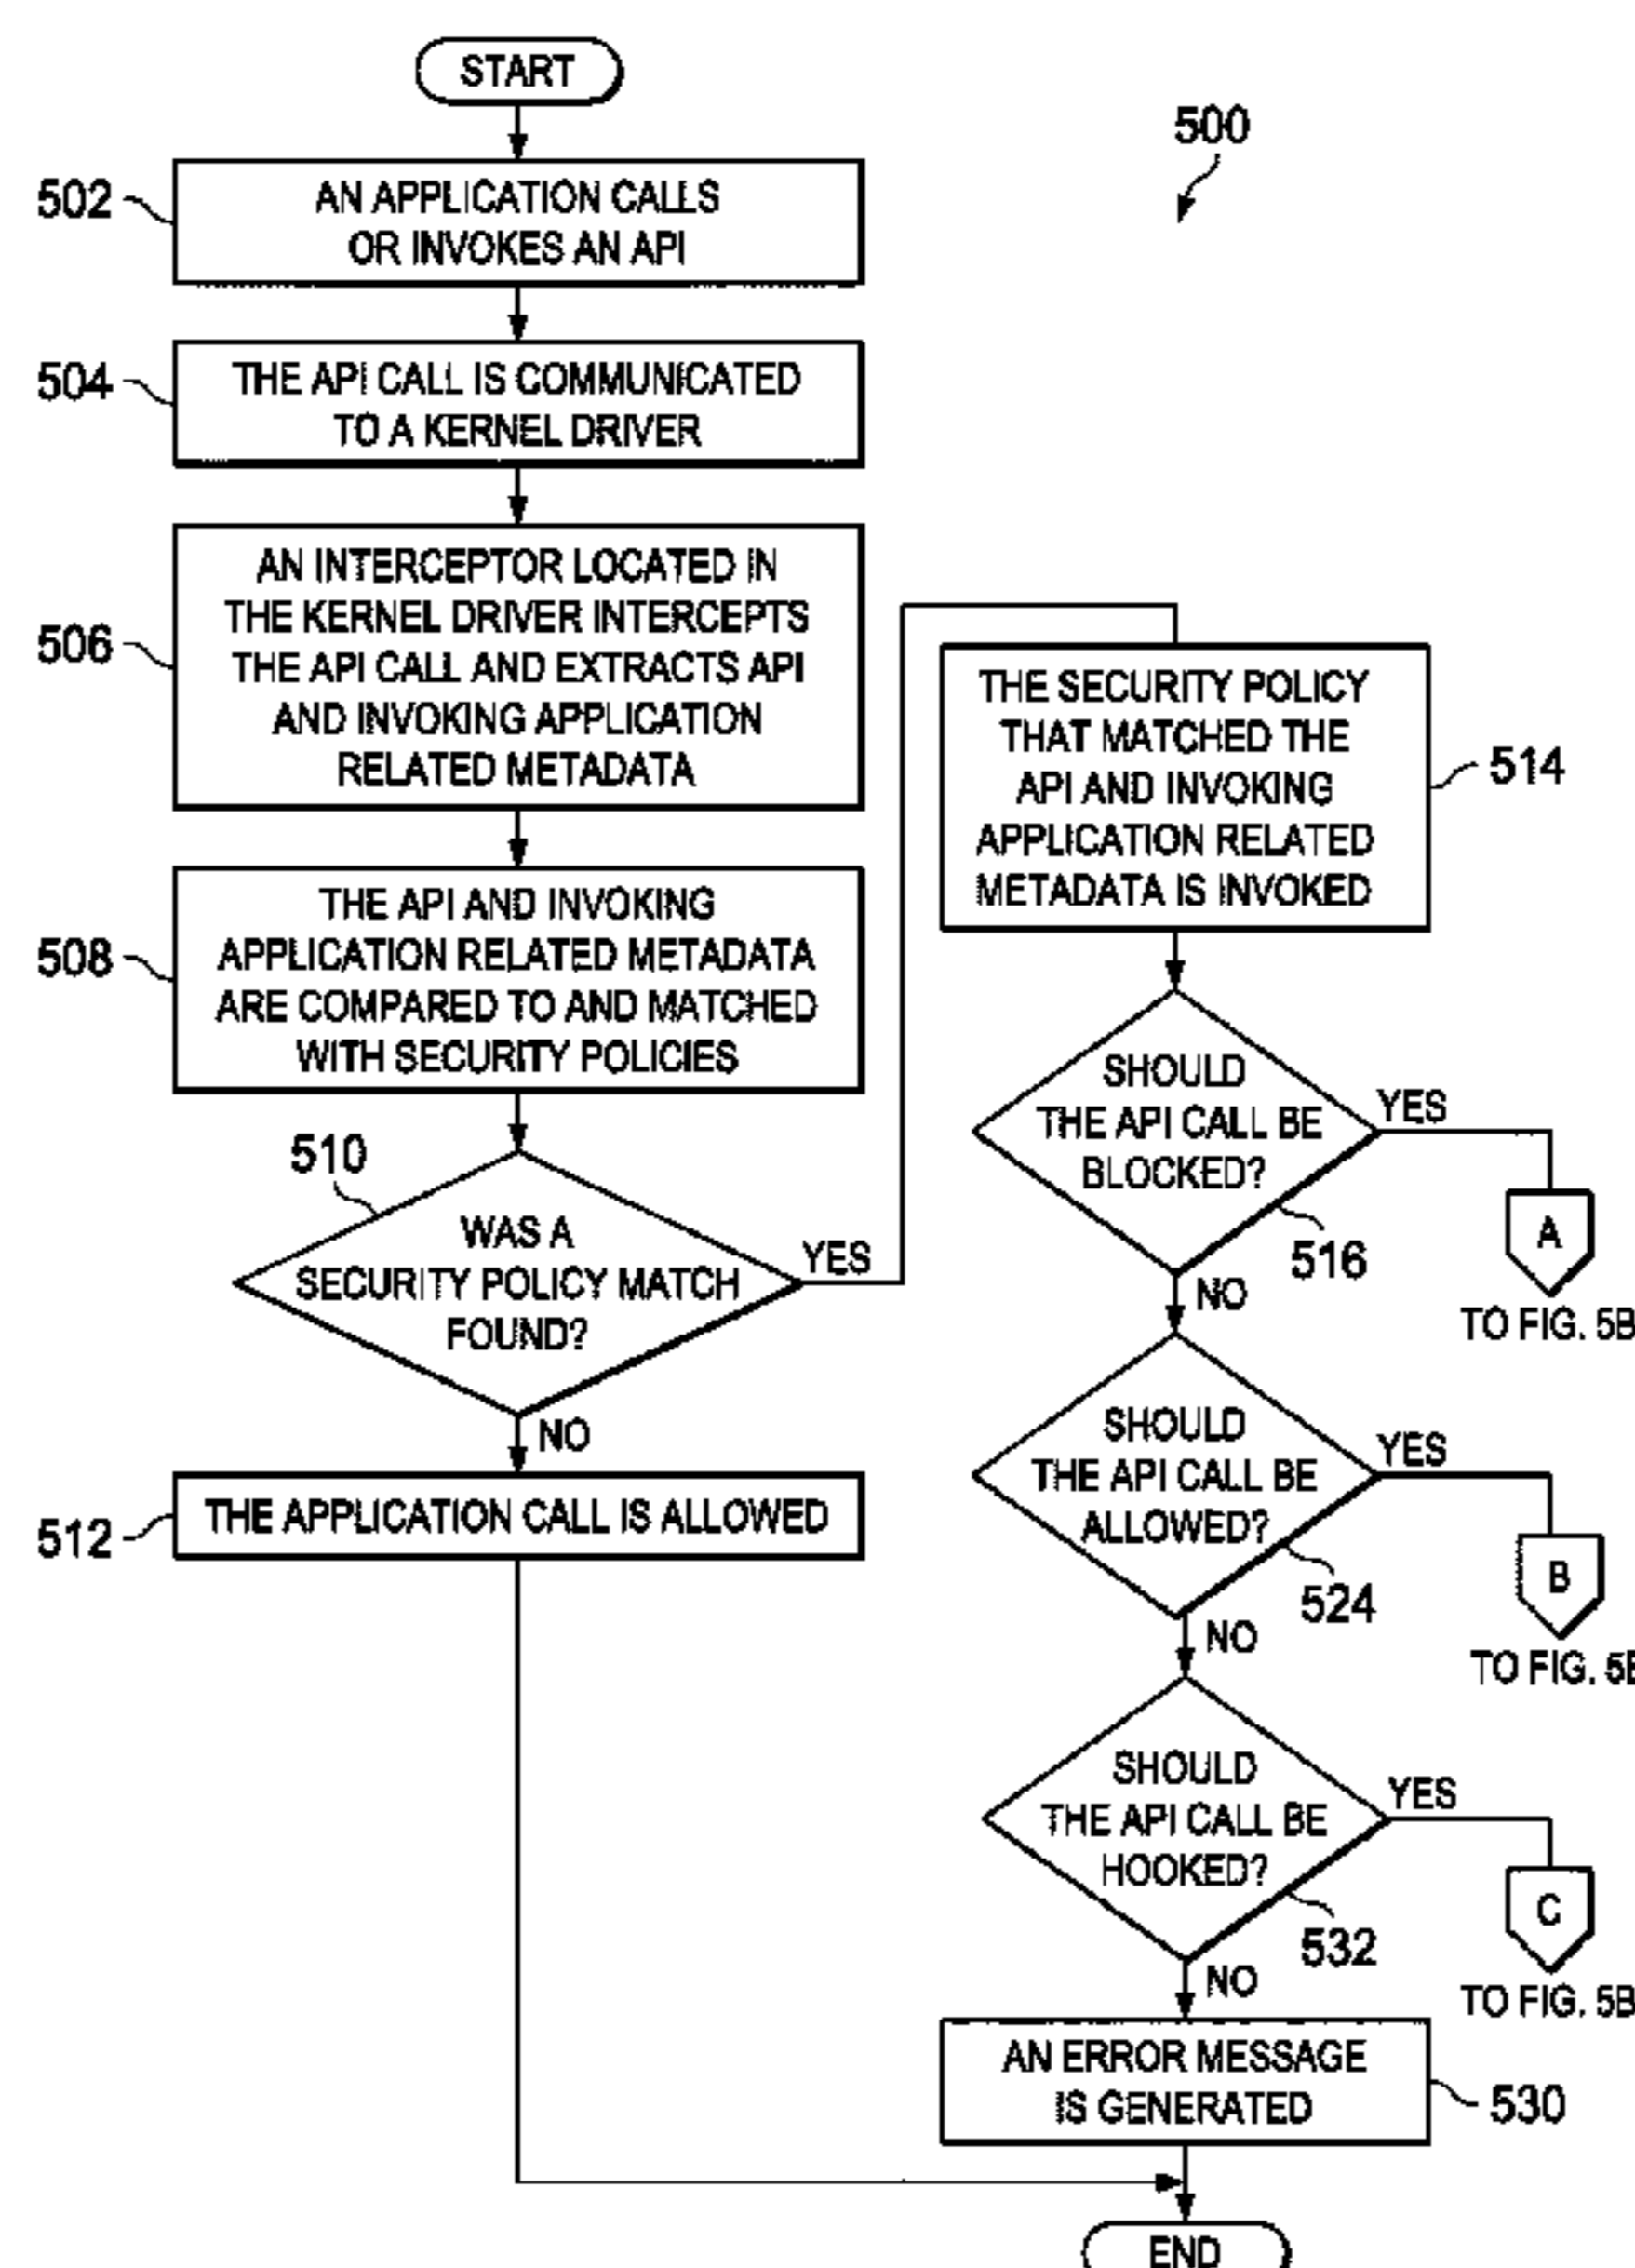 START
500
502
AN APPLICATION CALLS
OR INVOKES AN API
504
THE API CALL IS COMMUNICATED
TO A KERNEL DRIVER
506
AN INTERCEPTOR LOCATED IN
THE KERNEL DRIVER INTERCEPTS
THE API CALL AND EXTRACTS API
AND INVOKING APPLICATION
RELATED METADATA
508
THE API AND INVOKING
APPLICATION RELATED METADATA
ARE COMPARED TO AND MATCHED
WITH SECURITY POLICIES
510
WAS A
SECURITY POLICY MATCH
FOUND?
YES
NO
512
THE APPLICATION CALL IS ALLOWED
THE SECURITY POLICY
THAT MATCHED THE
API AND INVOKING
APPLICATION RELATED
METADATA IS INVOKED
514
SHOULD
THE API CALL BE
BLOCKED?
YES
516
A
TO FIG. 5B
NO
SHOULD
THE API CALL BE
ALLOWED?
YES
524
B
TO FIG. 5B
NO
SHOULD
THE API CALL BE
HOOKED?
YES
532
C
TO FIG. 5B
NO
AN ERROR MESSAGE
IS GENERATED
530
END